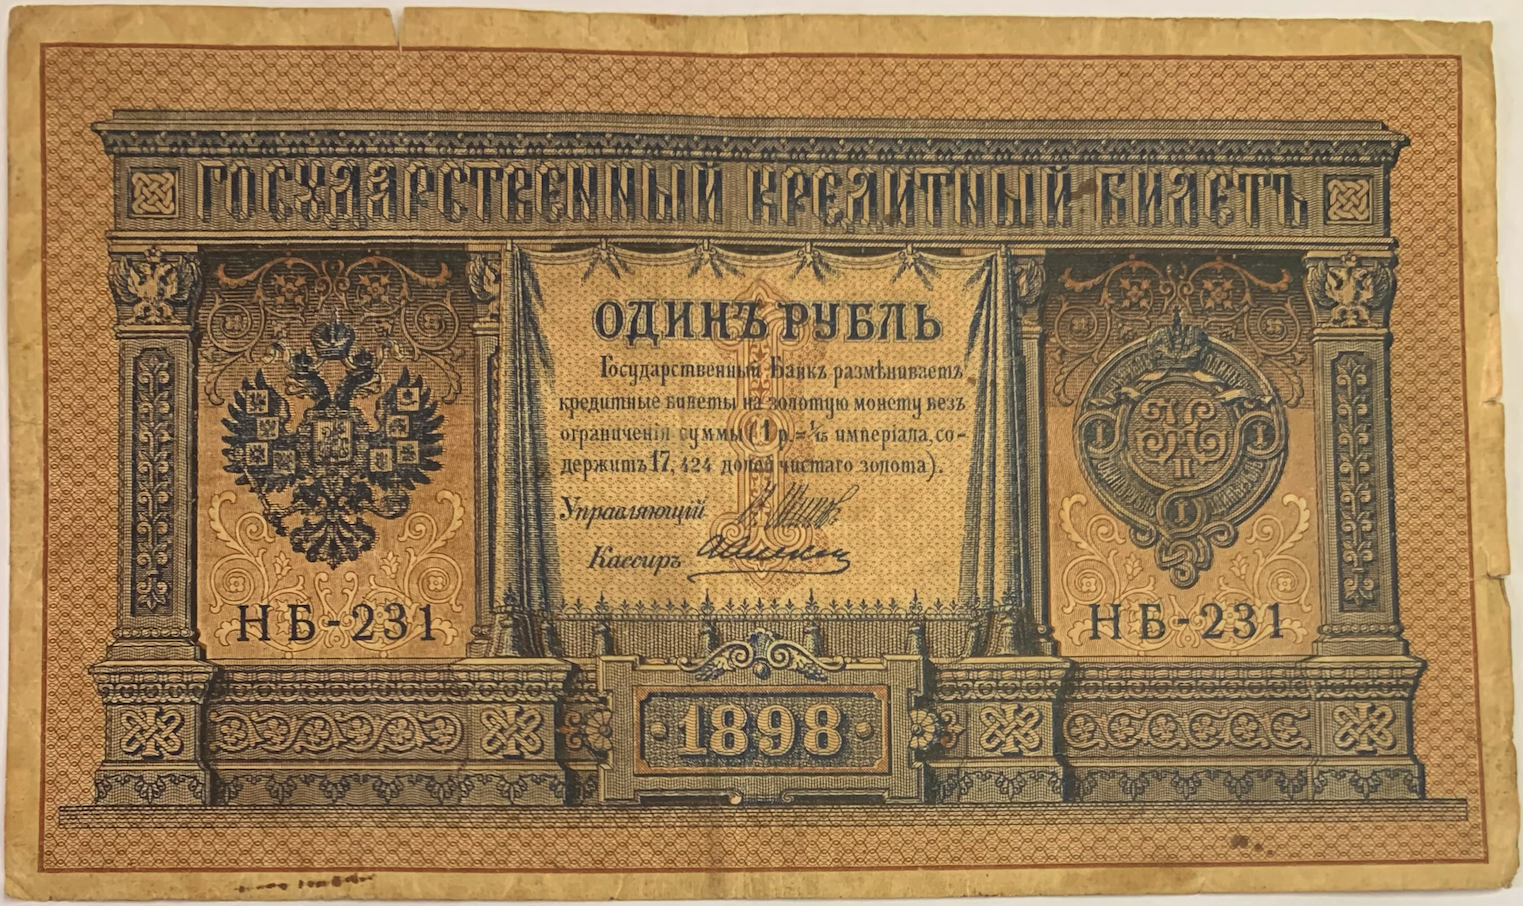 ГОСУДАРСТВЕННЫЙ КРЕДИТНЫЙ БИЛЕТЪ
ОДИНЪ РУБЛЬ
Государственный Банкъ размѣниваетъ
кредитные билеты на золотую монету безъ
ограниченія суммы (1 р.=1/15 имперіала, со-
держитъ 17,424 долей чистаго золота).
Управляющій
Кассиръ
НБ-231
НБ-231
1898